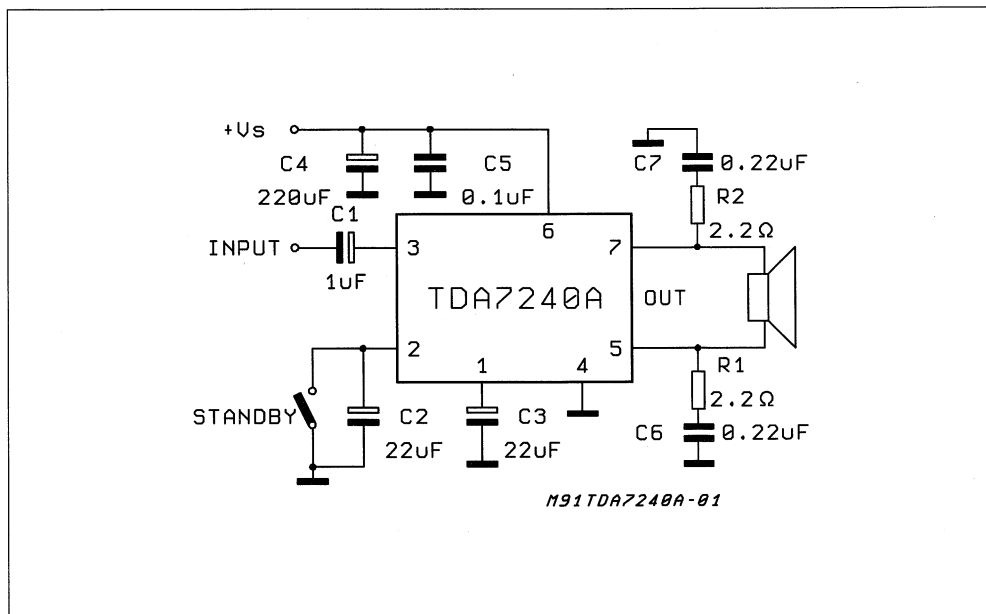 +Vs
C4
220uF
C5
0.1uF
C7
0.22uF
R2
2.2Ω
C1
INPUT
1uF
3
6
7
TDA7240A
OUT
2
1
4
5
STANDBY
C2
22uF
C3
22uF
R1
2.2Ω
C6
0.22uF
M91TDA7240A-01